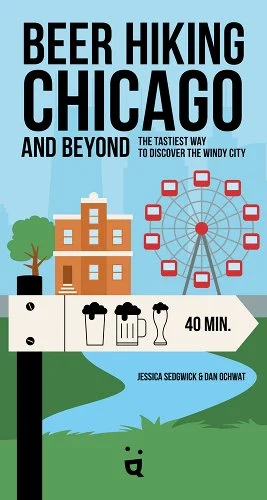 BEER HIKING
CHICAGO
AND BEYOND
THE TASTIEST WAY
TO DISCOVER THE WINDY CITY
40 MIN.
JESSICA SEDGWICK & DAN OCHWAT